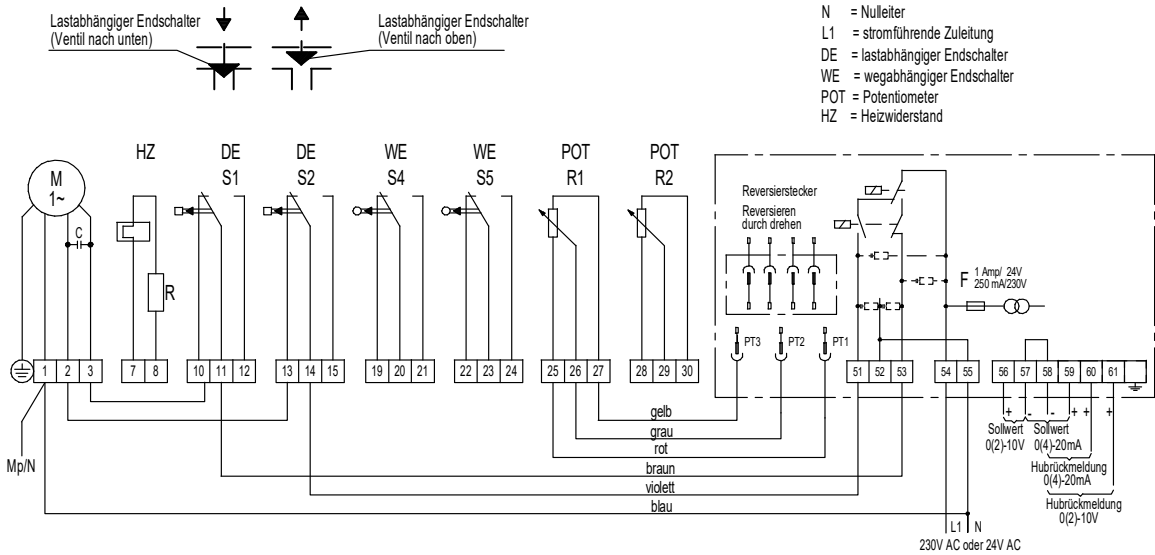 Lastabhängiger Endschalter
(Ventil nach unten)
Lastabhängiger Endschalter
(Ventil nach oben)
N = Nulleiter
L1 = stromführende Zuleitung
DE = lastabhängiger Endschalter
WE = wegabhängiger Endschalter
POT = Potentiometer
HZ = Heizwiderstand
M
1~
C
HZ
R
DE
S1
DE
S2
WE
S4
WE
S5
POT
R1
POT
R2
Reversierstecker
Reversieren
durch drehen
F
1 Amp/ 24V
250 mA/230V
PT3 PT2 PT1
1 2 3 7 8 10 11 12 13 14 15 19 20 21 22 23 24 25 26 27 28 29 30 51 52 53 54 55 56 57 58 59 60 61
+ - - + + +
Sollwert
0(2)-10V
Sollwert
0(4)-20mA
Hubrückmeldung
0(4)-20mA
Hubrückmeldung
0(2)-10V
Mp/N
gelb
grau
rot
braun
violett
blau
L1 N
230V AC oder 24V AC